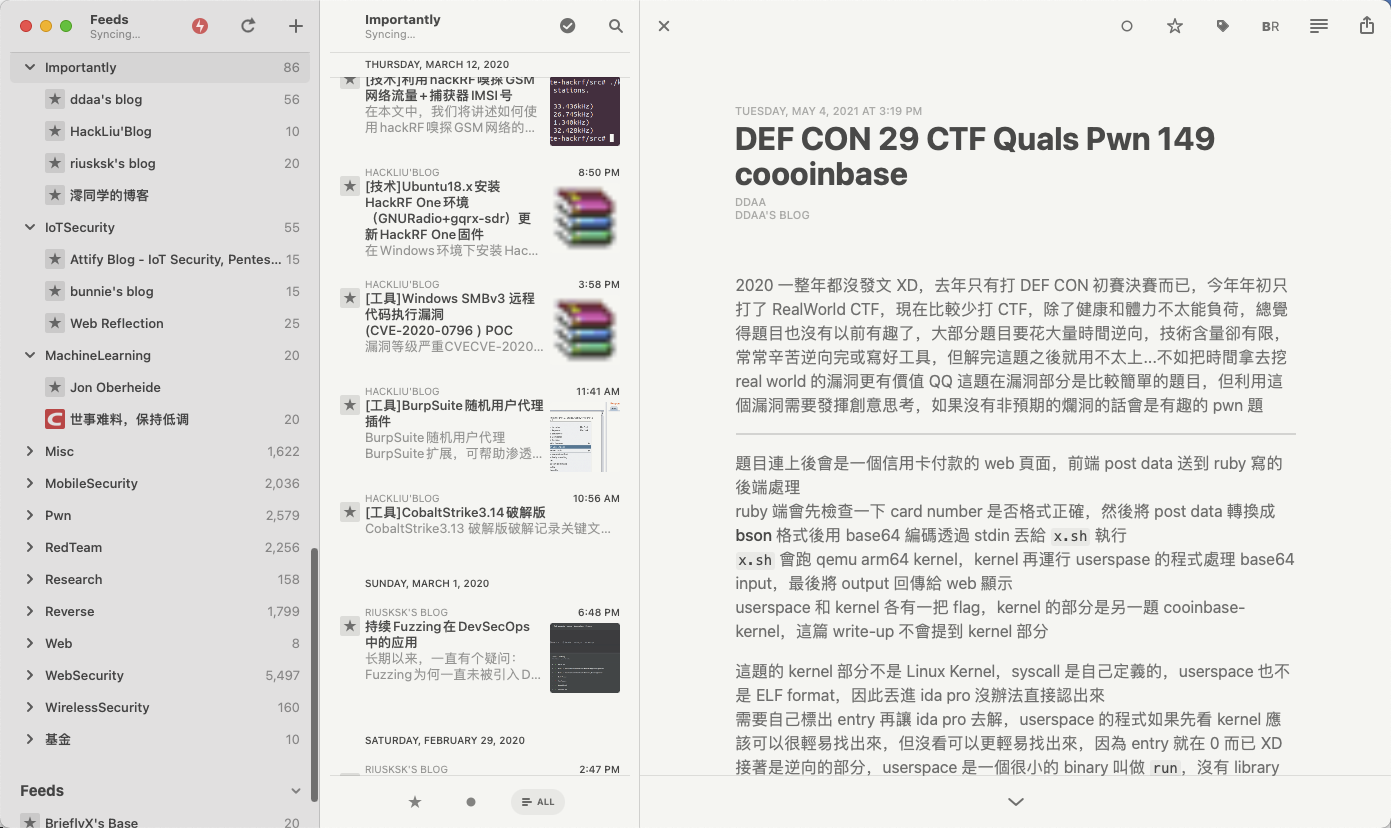 Feeds
Syncing...
Importantly 86
ddaa's blog 56
HackLiu'Blog 10
riusksk's blog 20
澪同学的博客
IoTSecurity 55
Attify Blog - IoT Security, Pentes... 15
bunnie's blog 15
Web Reflection 25
MachineLearning 20
Jon Oberheide
世事难料，保持低调 20
Misc 1,622
MobileSecurity 2,036
Pwn 2,579
RedTeam 2,256
Research 158
Reverse 1,799
Web 8
WebSecurity 5,497
WirelessSecurity 160
基金 10
Feeds
BrieflyX's Base 20
Importantly
Syncing...
THURSDAY, MARCH 12, 2020
[技术]利用hackRF嗅探GSM
网络流量+捕获器IMSI号
在本文中，我们将讲述如何使
用hackRF嗅探GSM网络的...
te-hackrf/src# ./k
stations.
33.436kHz)
26.745kHz)
1.340kHz)
32.428kHz)
te-hackrf/src#
HACKLIU'BLOG 8:50 PM
[技术]Ubuntu18.x安装
HackRF One环境
（GNURadio+gqrx-sdr）更
新HackRF One固件
在Windows环境下安装Hac...
HACKLIU'BLOG 3:58 PM
[工具]Windows SMBv3 远程
代码执行漏洞
(CVE-2020-0796 ) POC
漏洞等级严重CVECVE-2020...
HACKLIU'BLOG 11:41 AM
[工具]BurpSuite随机用户代理
插件
BurpSuite随机用户代理
BurpSuite扩展，可帮助渗透...
HACKLIU'BLOG 10:56 AM
[工具]CobaltStrike3.14破解版
CobaltStrike3.13 破解版破解记录关键文...
SUNDAY, MARCH 1, 2020
RIUSKSK'S BLOG 6:48 PM
持续Fuzzing在DevSecOps
中的应用
长期以来，一直有个疑问：
Fuzzing为何一直未被引入D...
SATURDAY, FEBRUARY 29, 2020
RIUSKSK'S BLOG 2:47 PM
ALL
BR
TUESDAY, MAY 4, 2021 AT 3:19 PM
DEF CON 29 CTF Quals Pwn 149
coooinbase
DDAA
DDAA'S BLOG
2020 一整年都沒發文 XD，去年只有打 DEF CON 初賽決賽而已，今年年初只
打了 RealWorld CTF，現在比較少打 CTF，除了健康和體力不太能負荷，總覺
得題目也沒有以前有趣了，大部分題目要花大量時間逆向，技術含量卻有限，
常常辛苦逆向完或寫好工具，但解完這題之後就用不太上...不如把時間拿去挖
real world 的漏洞更有價值 QQ 這題在漏洞部分是比較簡單的題目，但利用這
個漏洞需要發揮創意思考，如果沒有非預期的爛洞的話會是有趣的 pwn 題
題目連上後會是一個信用卡付款的 web 頁面，前端 post data 送到 ruby 寫的
後端處理
ruby 端會先檢查一下 card number 是否格式正確，然後將 post data 轉換成
bson 格式後用 base64 編碼透過 stdin 丟給 x.sh 執行
x.sh 會跑 qemu arm64 kernel，kernel 再運行 userspase 的程式處理 base64
input，最後將 output 回傳給 web 顯示
userspace 和 kernel 各有一把 flag，kernel 的部分是另一題 cooinbase-
kernel，這篇 write-up 不會提到 kernel 部分
這題的 kernel 部分不是 Linux Kernel，syscall 是自己定義的，userspace 也不
是 ELF format，因此丟進 ida pro 沒辦法直接認出來
需要自己標出 entry 再讓 ida pro 去解，userspace 的程式如果先看 kernel 應
該可以很輕易找出來，但沒看可以更輕易找出來，因為 entry 就在 0 而已 XD
接著是逆向的部分，userspace 是一個很小的 binary 叫做 run，沒有 library